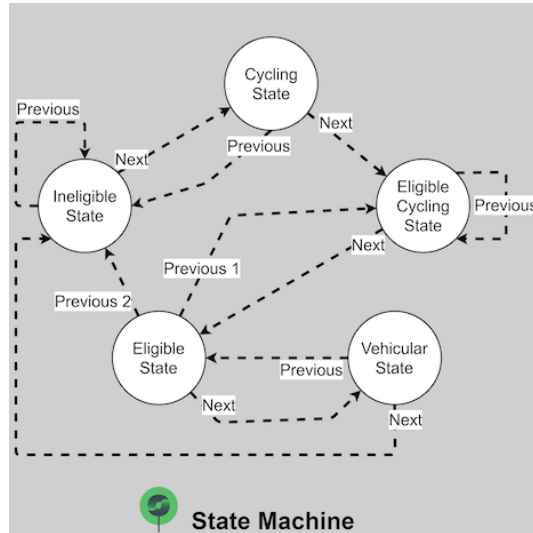 Cycling
State
Previous
Next
Previous
Next
Ineligible
State
Eligible
Cycling
State
Previous
Next
Previous 1
Previous 2
Eligible
State
Vehicular
State
Previous
Next
Next
State Machine